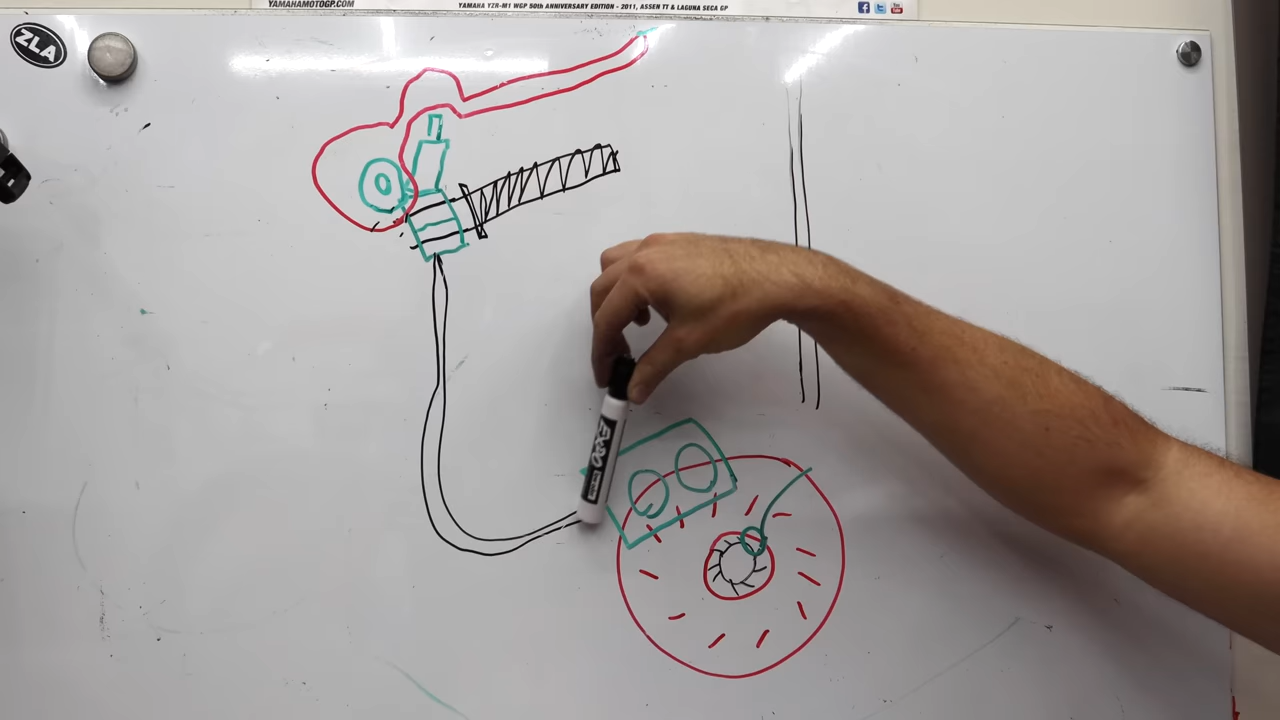 YAMAHAMOTOGP.COM
YAMAHA YZR-M1 WGP 50th ANNIVERSARY EDITION - 2011, ASSEN TT & LAGUNA SECA GP
ZLA
EXPO